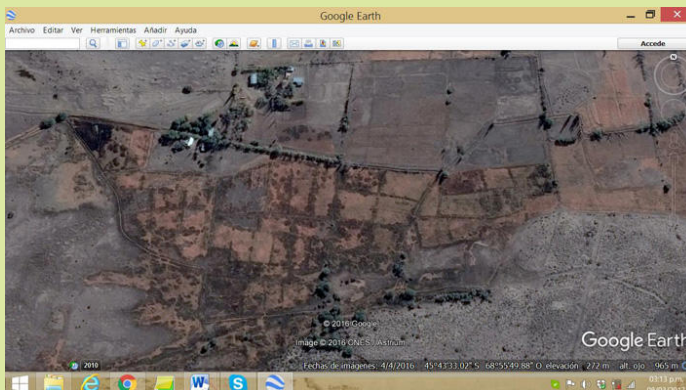 Google Earth
Archivo Editar Ver Herramientas Añadir Ayuda
Accede
© 2016 Google
Image © 2016 CNES / Astrium
Google Earth
2010
Fechas de imágenes: 4/4/2016 45°43'33.02" S 68°55'49.88" O elevación 272 m alt. ojo 965 m
03:13 p.m.